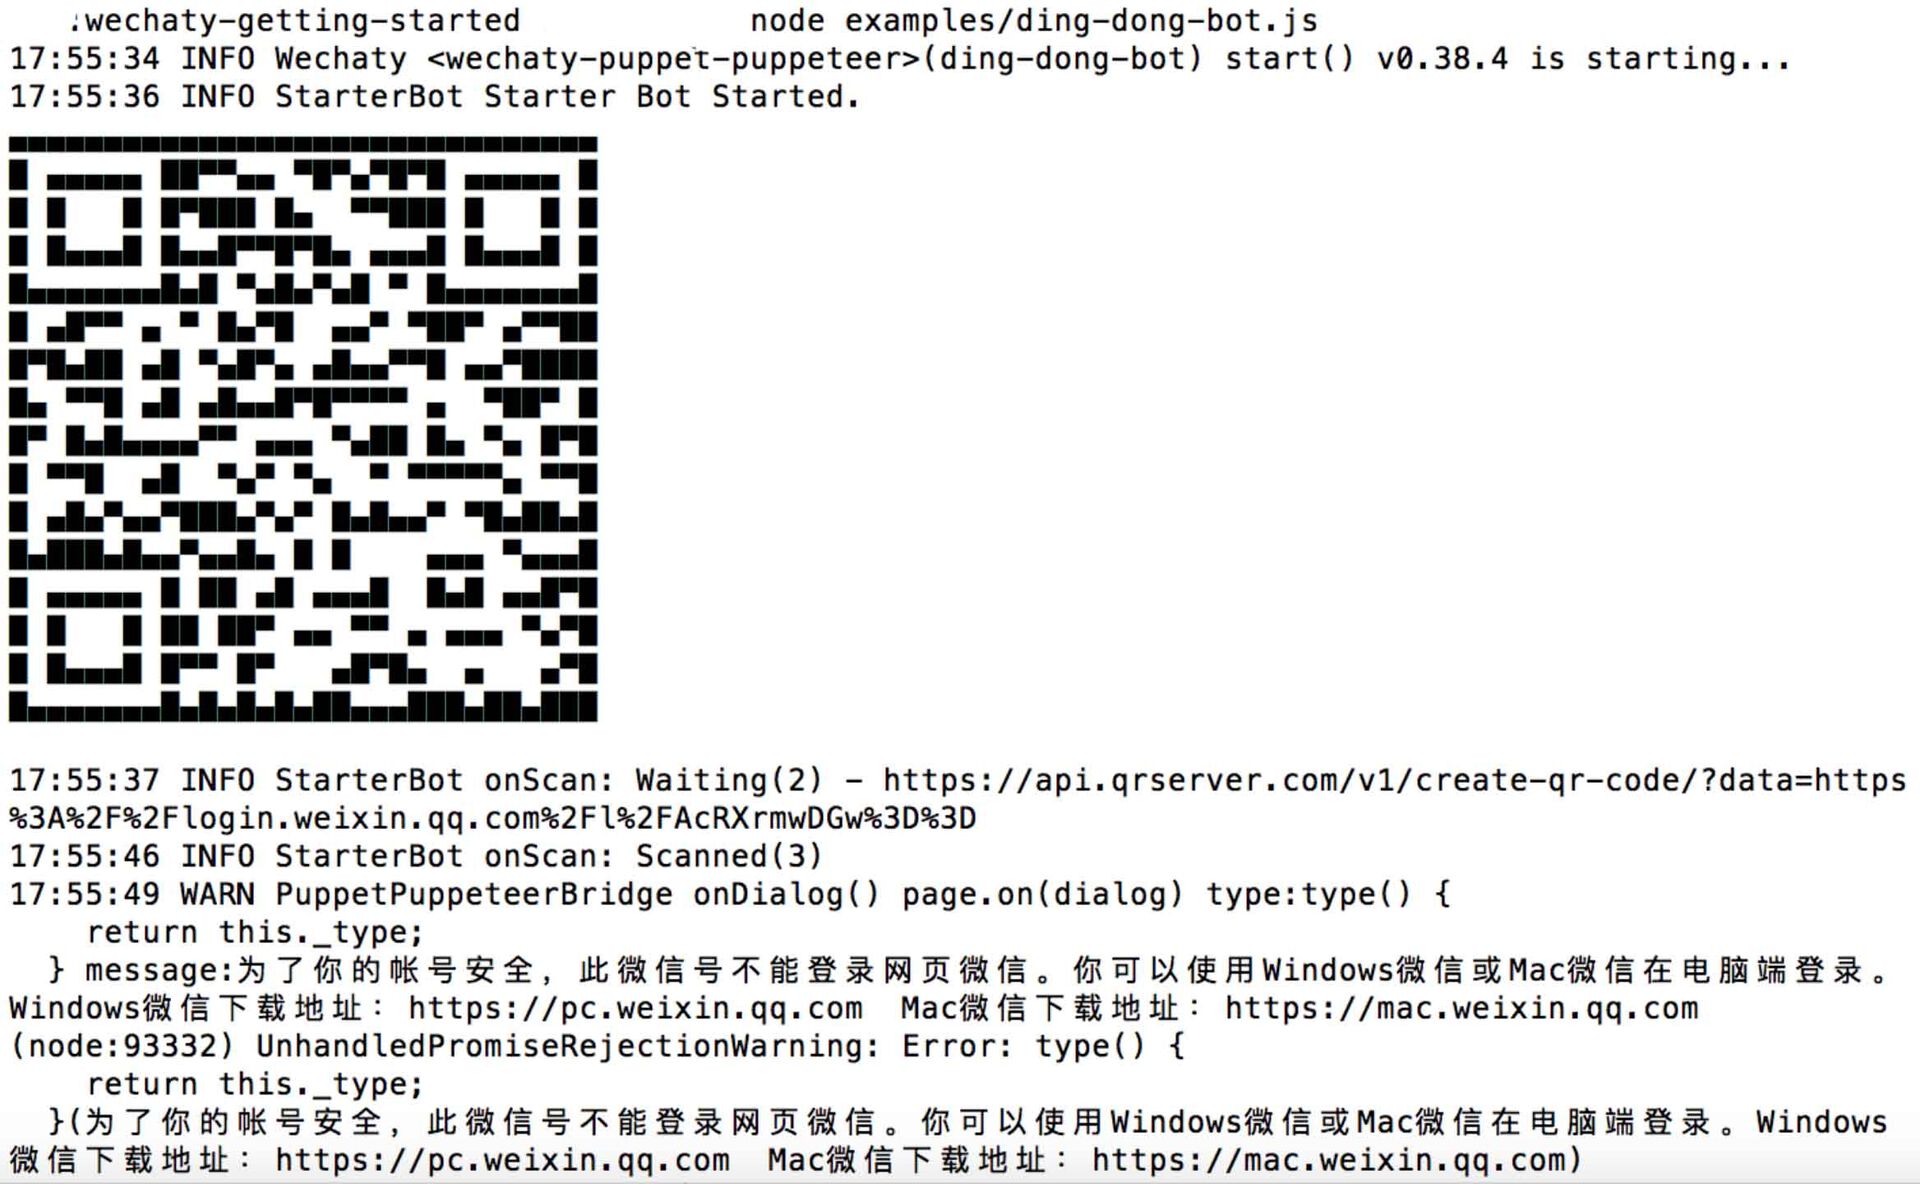 :wechaty-getting-started node examples/ding-dong-bot.js
17:55:34 INFO Wechaty <wechaty-puppet-puppeteer>(ding-dong-bot) start() v0.38.4 is starting...
17:55:36 INFO StarterBot Starter Bot Started.
17:55:37 INFO StarterBot onScan: Waiting(2) - https://api.qrserver.com/v1/create-qr-code/?data=https
%3A%2F%2Flogin.weixin.qq.com%2Fl%2FAcRXrmwDGw%3D%3D
17:55:46 INFO StarterBot onScan: Scanned(3)
17:55:49 WARN PuppetPuppeteerBridge onDialog() page.on(dialog) type:type() {
return this._type;
} message:为了你的帐号安全，此微信号不能登录网页微信。你可以使用Windows微信或Mac微信在电脑端登录。
Windows微信下载地址：https://pc.weixin.qq.com Mac微信下载地址：https://mac.weixin.qq.com
(node:93332) UnhandledPromiseRejectionWarning: Error: type() {
return this._type;
}(为了你的帐号安全，此微信号不能登录网页微信。你可以使用Windows微信或Mac微信在电脑端登录。Windows
微信下载地址：https://pc.weixin.qq.com Mac微信下载地址：https://mac.weixin.qq.com)